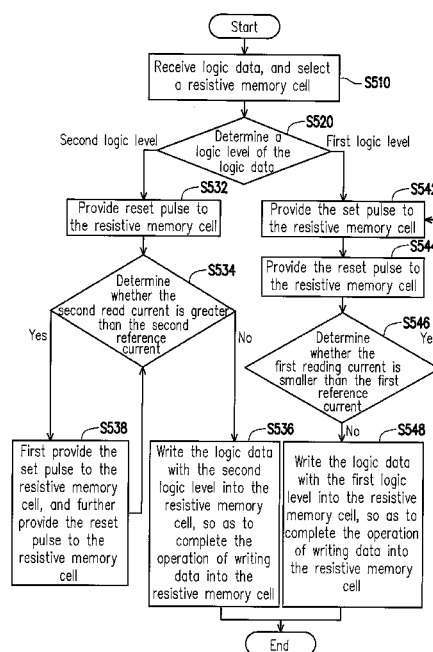 Start
Receive logic data, and select
a resistive memory cell
S510
S520
Determine a
logic level of the
logic data
Second logic level
First logic level
S532
Provide reset pulse to
the resistive memory cell
S542
Provide the set pulse to
the resistive memory cell
S544
Provide the reset pulse to
the resistive memory cell
S534
Determine
whether the
second read current is greater
than the second
reference
current
Yes
No
S546
Determine
whether the
first reading current is
smaller than the first
reference
current
Yes
No
S538
First provide the
set pulse to the
resistive memory
cell, and further
provide the reset
pulse to the
resistive memory
cell
S536
Write the logic data
with the second
logic level into the
resistive memory
cell, so as to
complete the
operation of writing
data into the
resistive memory cell
S548
Write the logic data
with the first logic
level into the resistive
memory cell, so as to
complete the operation
of writing data into
the resistive memory
cell
End